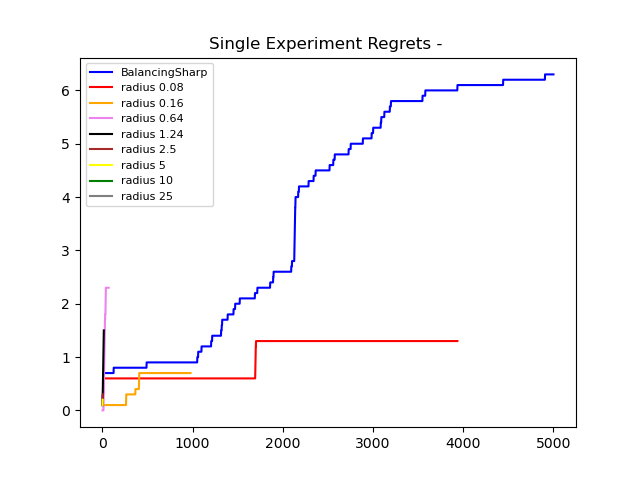 Single Experiment Regrets -
BalancingSharp
radius 0.08
radius 0.16
radius 0.64
radius 1.24
radius 2.5
radius 5
radius 10
radius 25
6
5
4
3
2
1
0
0 1000 2000 3000 4000 5000